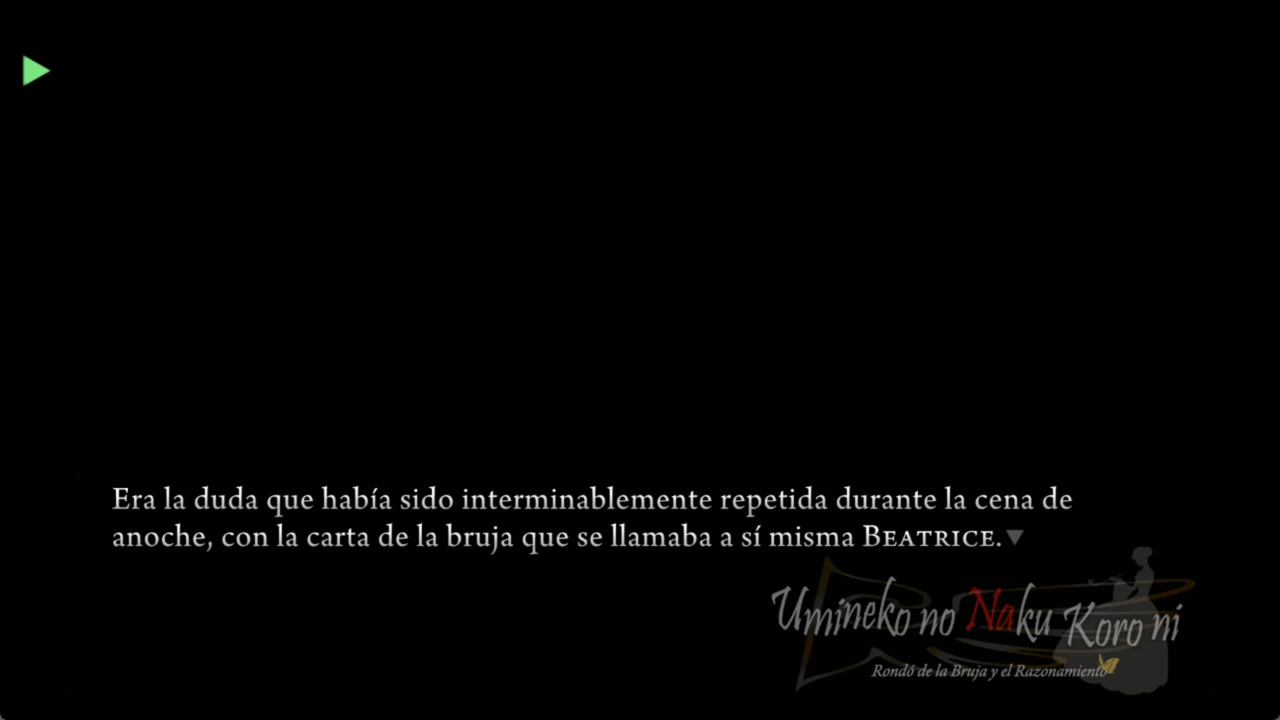 Era la duda que había sido interminablemente repetida durante la cena de
anoche, con la carta de la bruja que se llamaba a sí misma BEATRICE.
Umineko no Naku Koro ni
Rondó de la Bruja y el Razonamiento